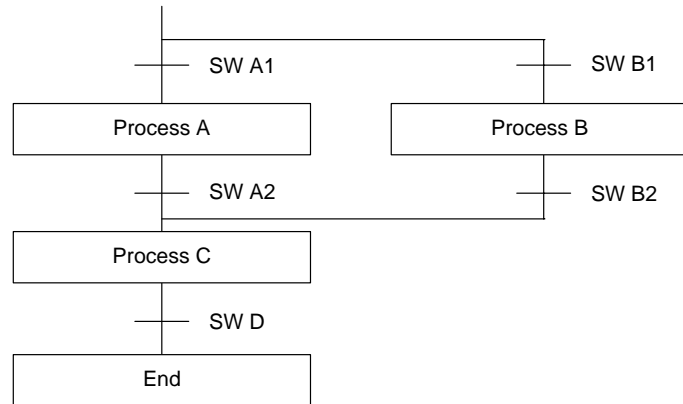 SW A1
SW B1
Process A
Process B
SW A2
SW B2
Process C
SW D
End